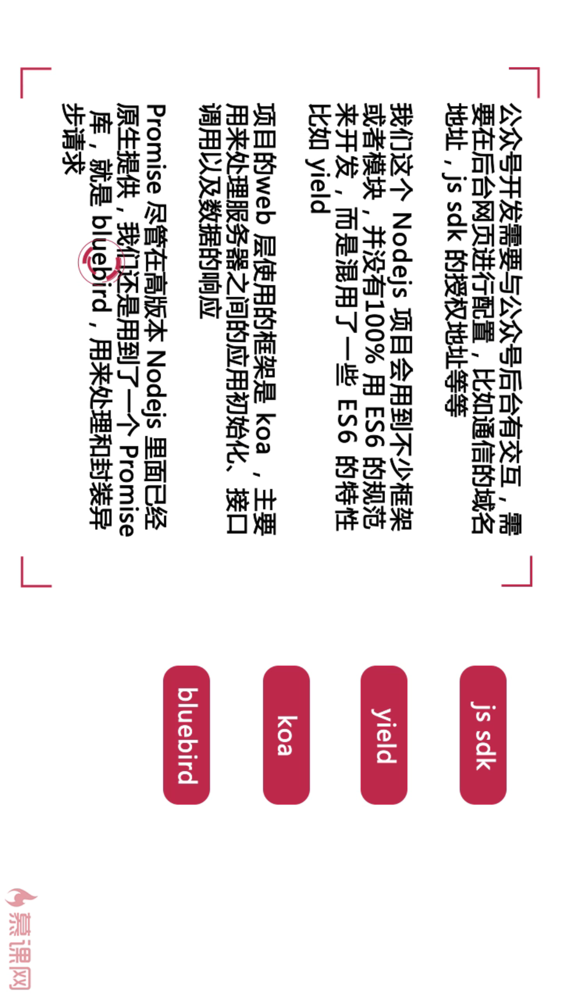 公众号开发需要与公众号后台有交互，需
要在后台网页进行配置，比如通信的域名
地址，js sdk 的授权地址等等
我们这个 Nodejs 项目会用到不少框架
或者模块，并没有100% 用 ES6 的规范
来开发，而是混用了一些 ES6 的特性
比如 yield
项目的web 层使用的框架是 koa ，主要
用来处理服务器之间的应用初始化、接口
调用以及数据的响应
Promise 尽管在高版本 Nodejs 里面已经
原生提供，我们还是用到了一个 Promise
库，就是 bluebird，用来处理和封装异
步请求
js sdk
yield
koa
bluebird
慕课网